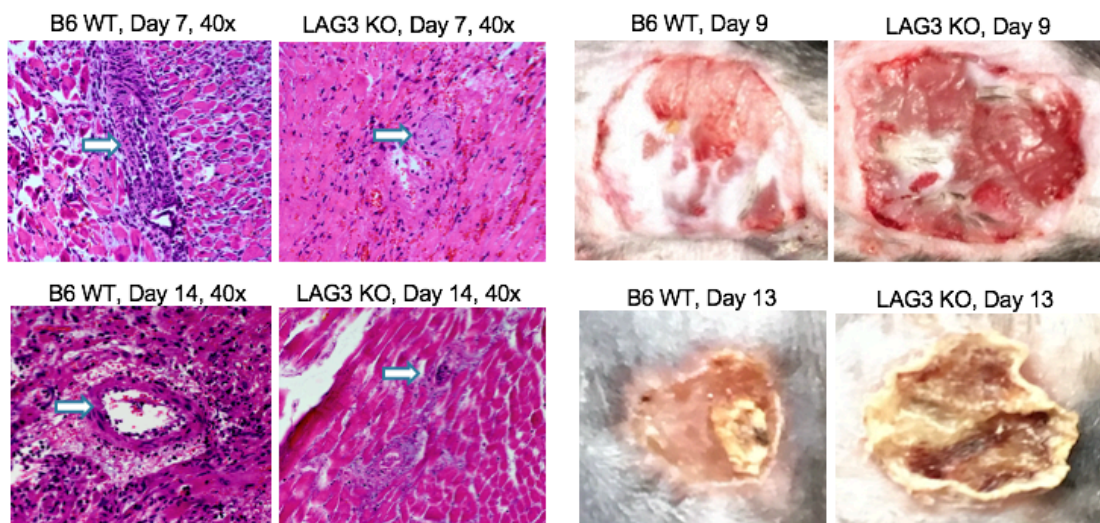 B6 WT, Day 7, 40x
LAG3 KO, Day 7, 40x
B6 WT, Day 9
LAG3 KO, Day 9
B6 WT, Day 14, 40x
LAG3 KO, Day 14, 40x
B6 WT, Day 13
LAG3 KO, Day 13